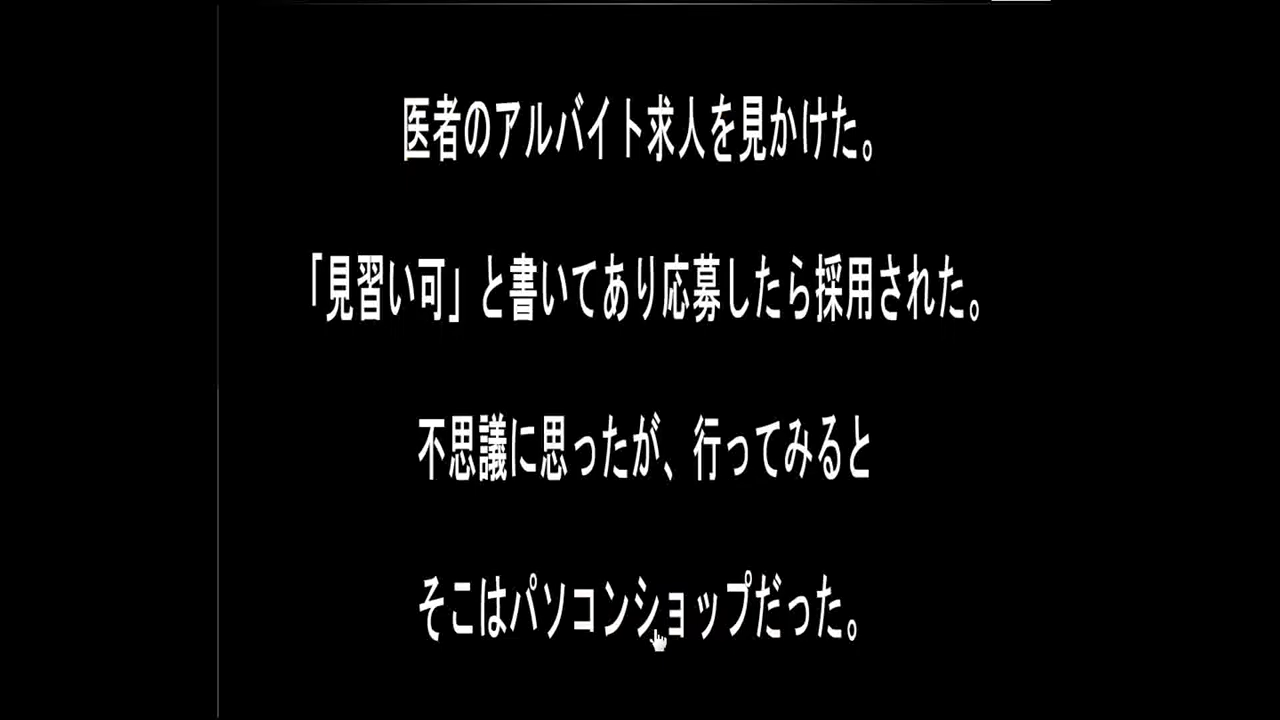 医者のアルバイト求人を見かけた。
「見習い可」と書いてあり応募したら採用された。
不思議に思ったが、行ってみると
そこはパソコンショップだった。